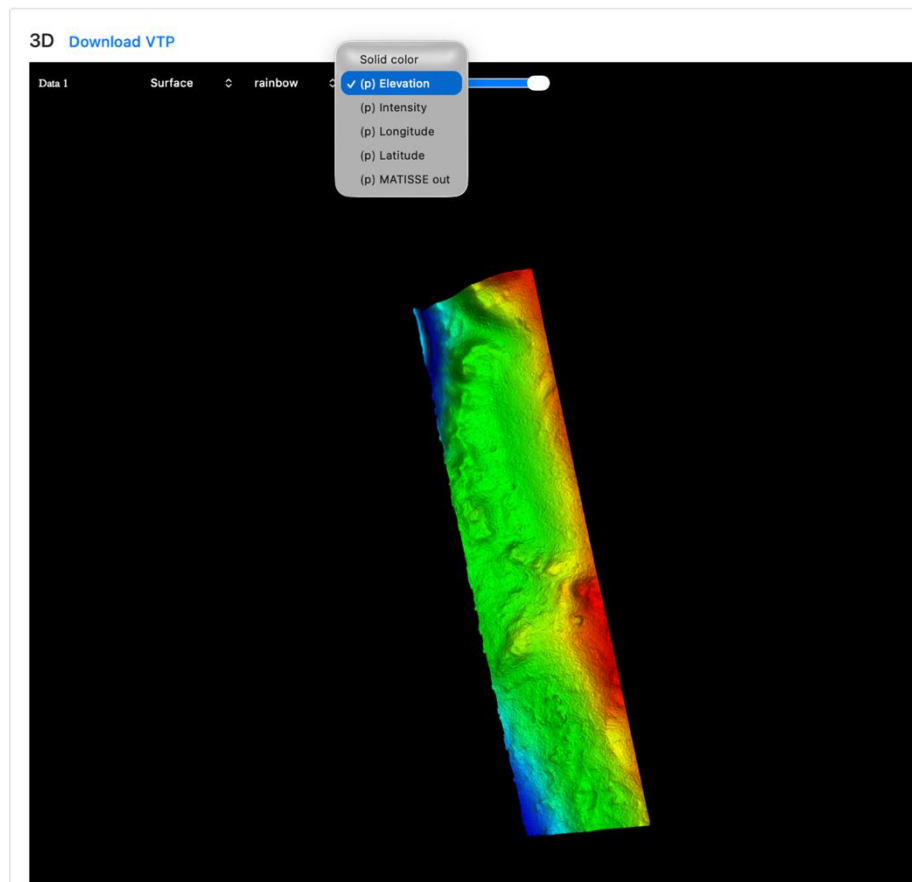 3D Download VTP
Data 1 Surface rainbow
Solid color
✓ (p) Elevation
(p) Intensity
(p) Longitude
(p) Latitude
(p) MATISSE out